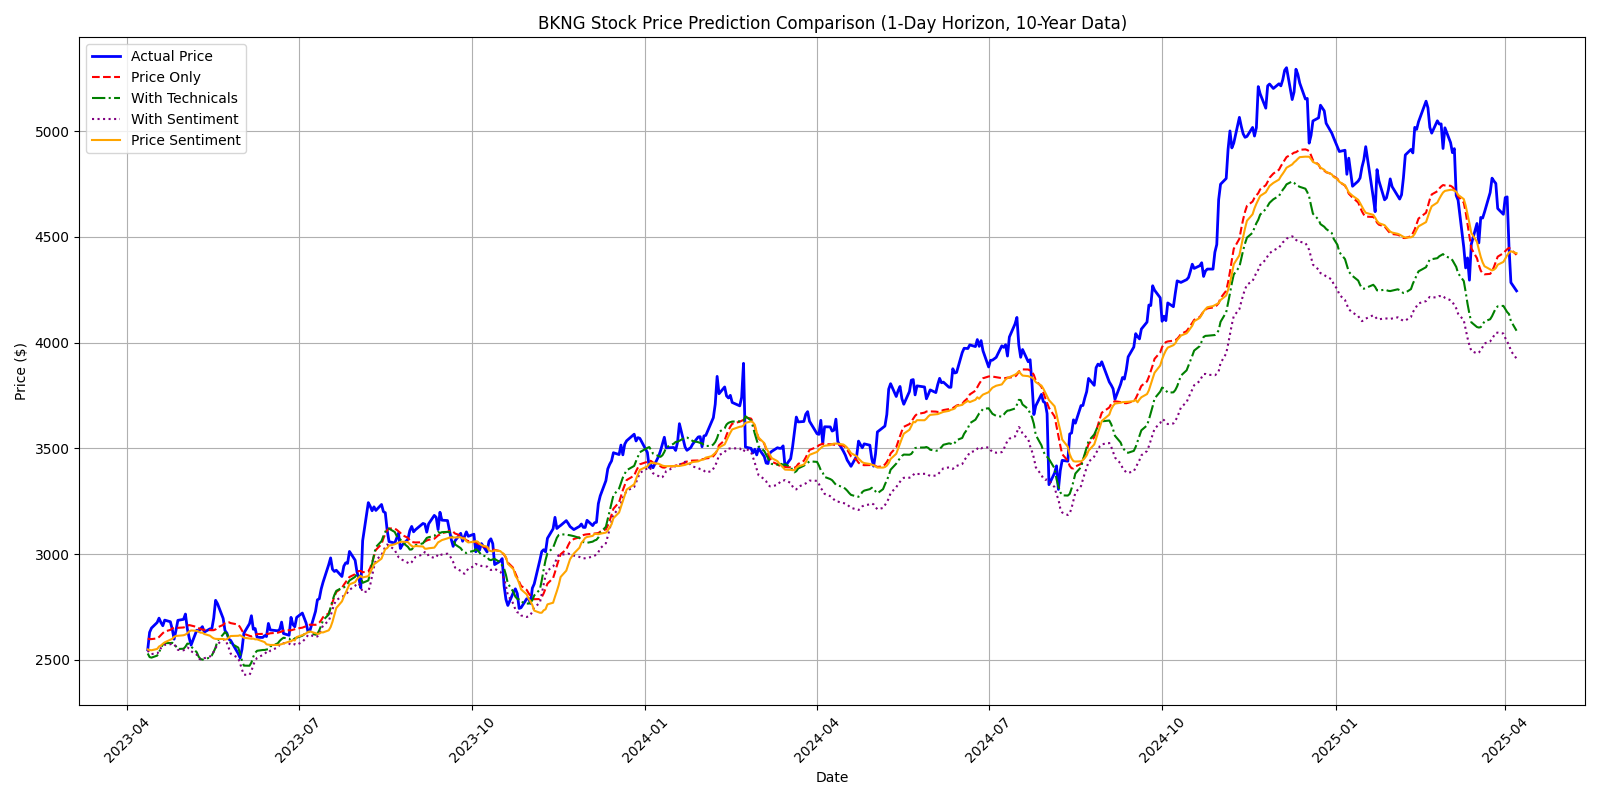 BKNG Stock Price Prediction Comparison (1-Day Horizon, 10-Year Data)
Actual Price
Price Only
With Technicals
With Sentiment
Price Sentiment
Price ($)
5000
4500
4000
3500
3000
2500
2023-04
2023-07
2023-10
2024-01
2024-04
2024-07
2024-10
2025-01
2025-04
Date